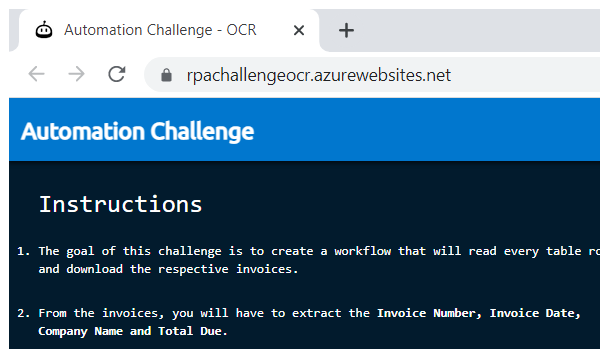 Automation Challenge - OCR
rpachallengeocr.azurewebsites.net
Automation Challenge
Instructions
1. The goal of this challenge is to create a workflow that will read every table
and download the respective invoices.
2. From the invoices, you will have to extract the Invoice Number, Invoice Date,
Company Name and Total Due.